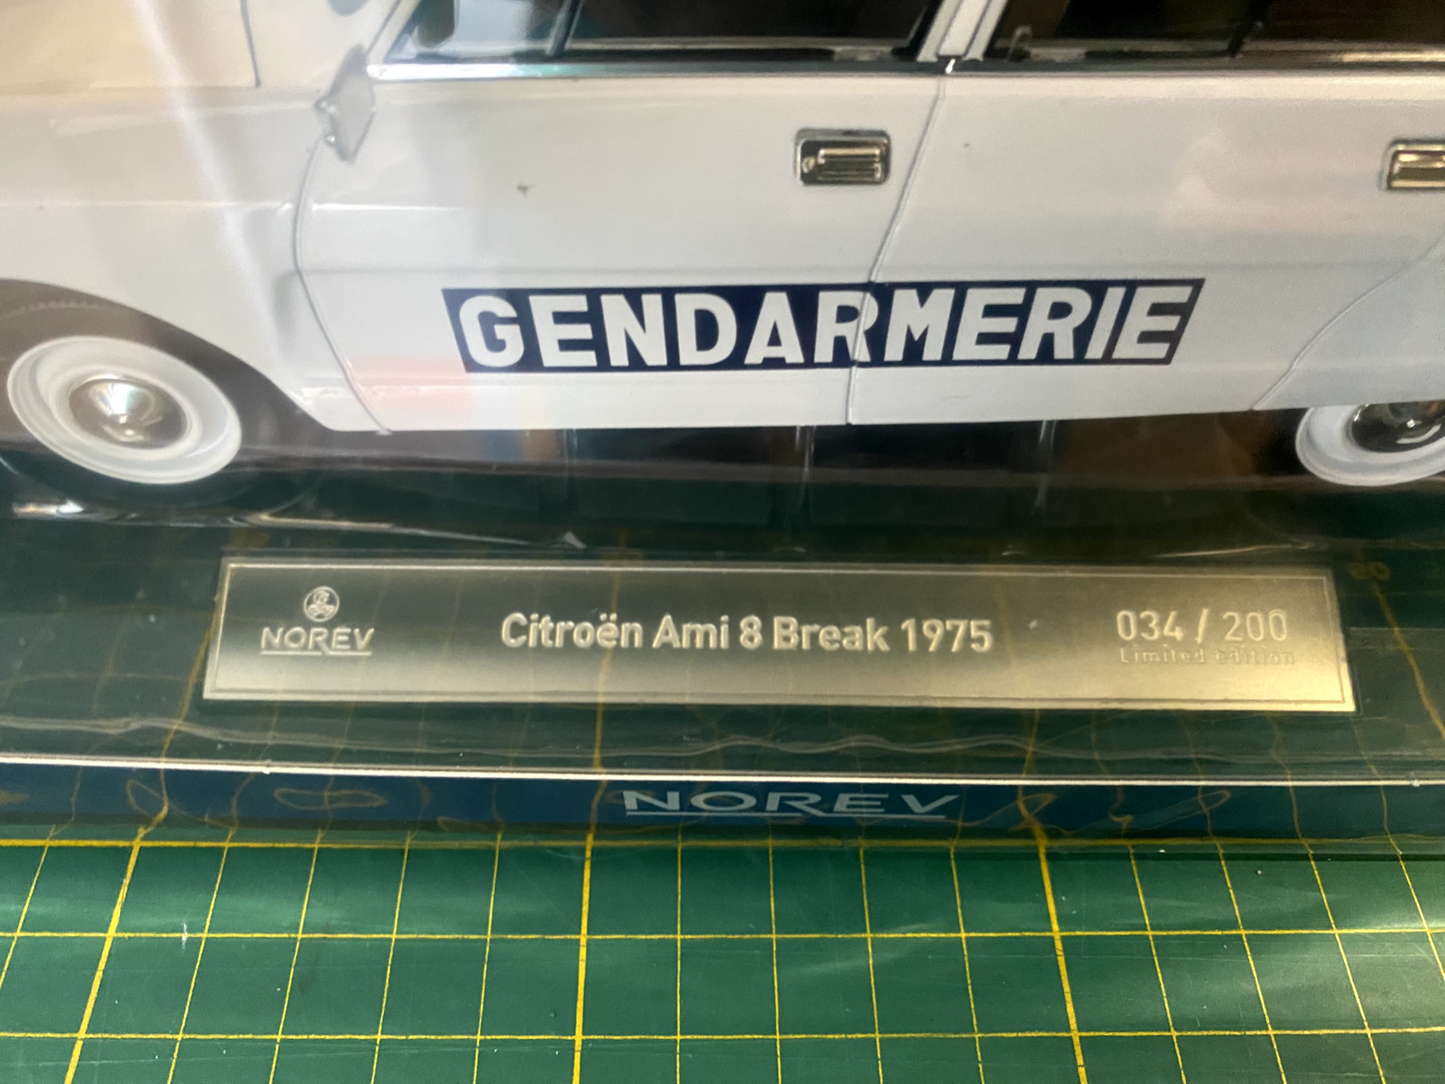 GENDARMERIE
NOREV
Citroën Ami 8 Break 1975
034 / 200
Limited edition
NOREV